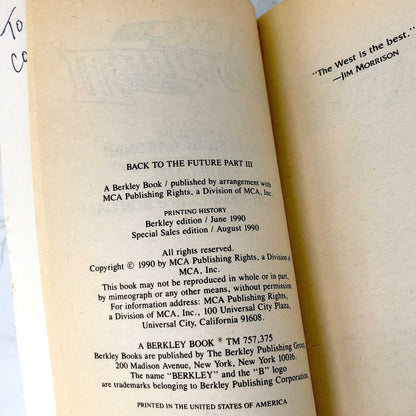 To
co
BACK TO THE FUTURE PART III
A Berkley Book / published by arrangement with
MCA Publishing Rights, a Division of MCA, Inc.
PRINTING HISTORY
Berkley edition / June 1990
Special Sales edition / August 1990
All rights reserved.
Copyright © 1990 by MCA Publishing Rights, a Division of
MCA, Inc.
This book may not be reproduced in whole or in part,
by mimeograph or any other means, without permission.
For information address: MCA Publishing Rights,
a Division of MCA, Inc., 100 Universal City Plaza,
Universal City, California 91608.
A BERKLEY BOOK ® TM 757,375
Berkley Books are published by The Berkley Publishing Group,
200 Madison Avenue, New York, New York 10016.
The name "BERKLEY" and the "B" logo
are trademarks belonging to Berkley Publishing Corporation.
PRINTED IN THE UNITED STATES OF AMERICA
"The West is the best."
—JIM MORRISON